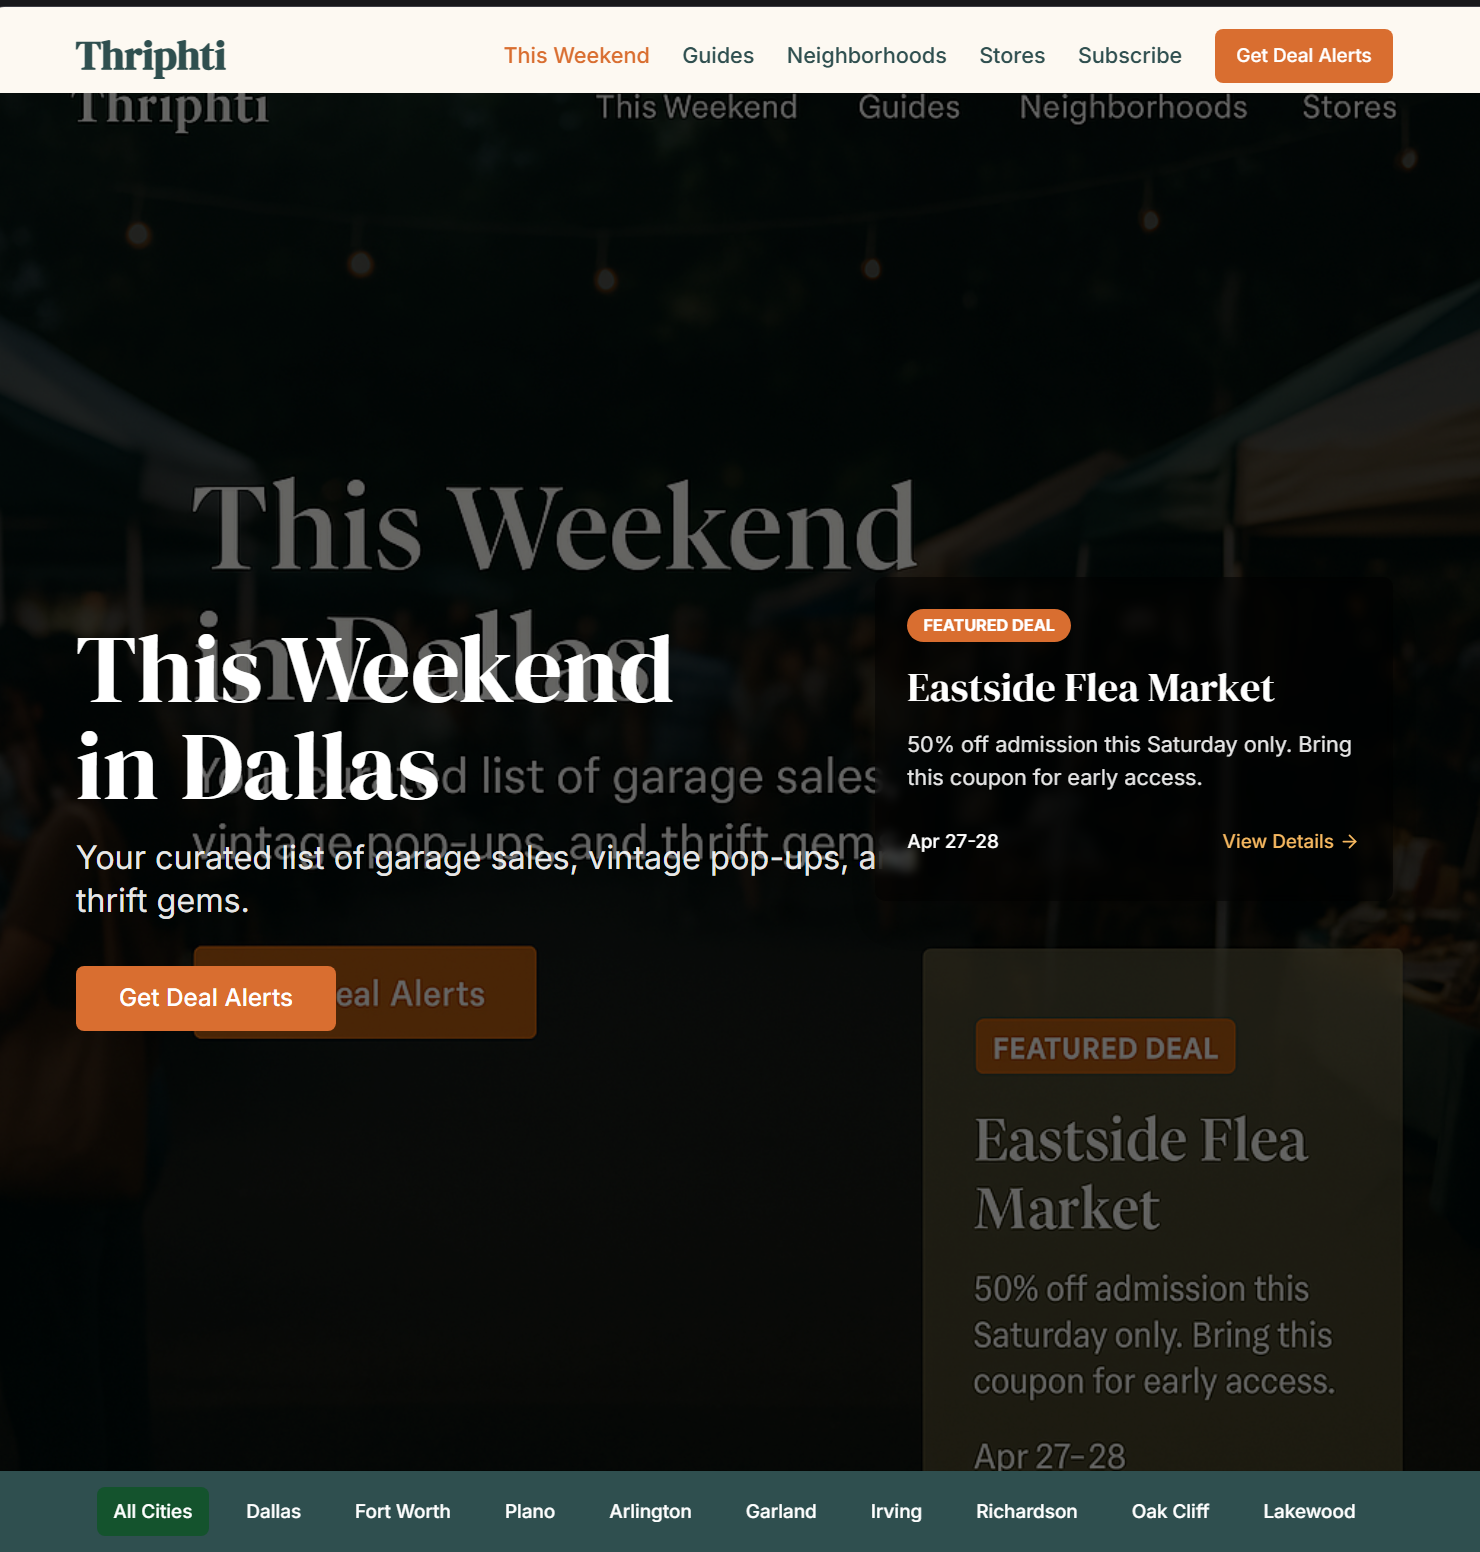 Thriphti
This Weekend Guides Neighborhoods Stores Subscribe Get Deal Alerts
Thriphti
This Weekend Guides Neighborhoods Stores
This Weekend
in Dallas
Your curated list of garage sales
vintage pop-ups, and thrift gem
eal Alerts
This Weekend
in Dallas
Your curated list of garage sales, vintage pop-ups, a
thrift gems.
Get Deal Alerts
FEATURED DEAL
Eastside Flea Market
50% off admission this Saturday only. Bring
this coupon for early access.
Apr 27-28 View Details →
FEATURED DEAL
Eastside Flea
Market
50% off admission this
Saturday only. Bring this
coupon for early access.
Apr 27–28
All Cities Dallas Fort Worth Plano Arlington Garland Irving Richardson Oak Cliff Lakewood